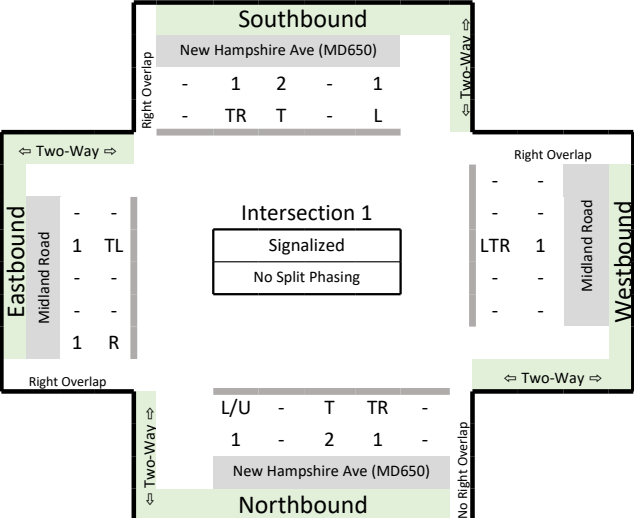 Southbound
New Hampshire Ave (MD650)
- 1 2 - 1
- TR T - L
Right Overlap
⇦ Two-Way ⇨
⇦ Two-Way ⇨
Right Overlap
Eastbound
Midland Road
- -
1 TL
- -
- -
1 R
Right Overlap
Intersection 1
Signalized
No Split Phasing
- -
- -
LTR 1
- -
- -
Midland Road
Westbound
⇦ Two-Way ⇨
⇦ Two-Way ⇨
L/U - T TR -
1 - 2 1 -
New Hampshire Ave (MD650)
Northbound
No Right Overlap